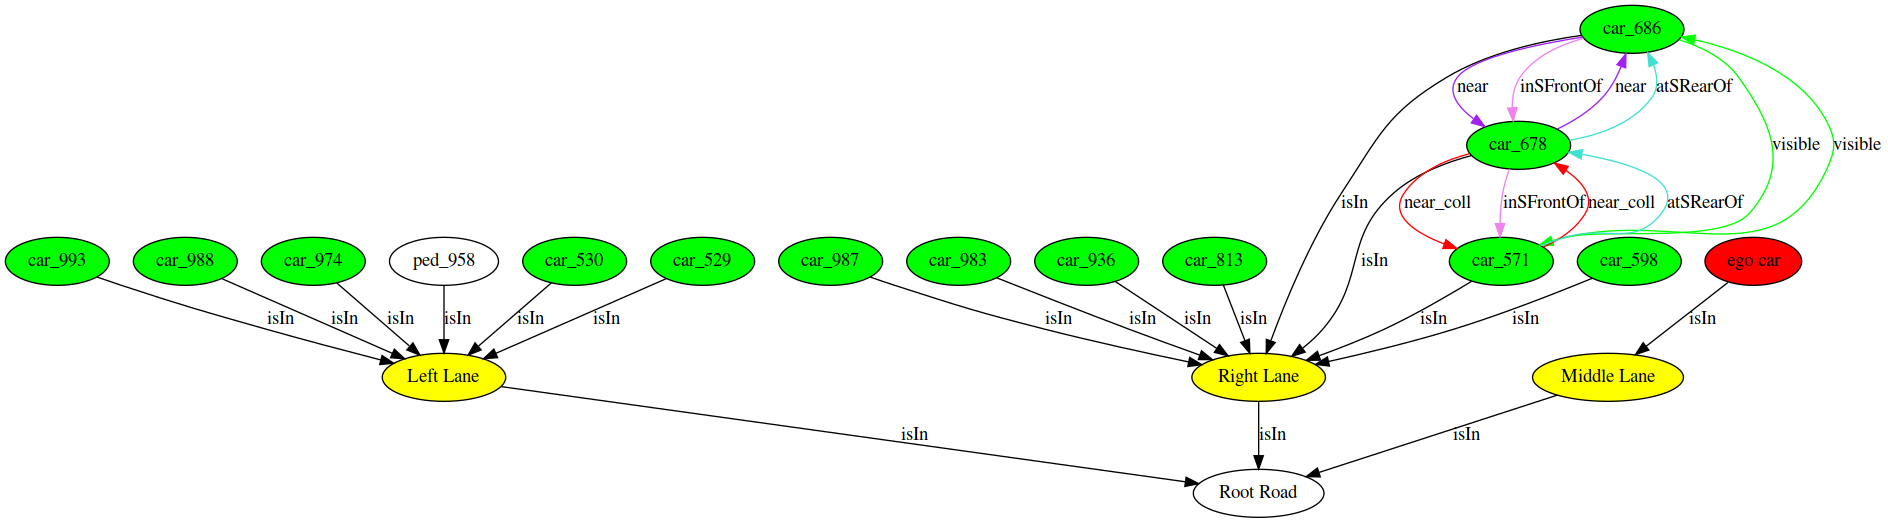 car_686
near
inSFrontOf
near
atSRearOf
car_678
visible
visible
isIn
near_coll
inSFrontOf
near_coll
atSRearOf
car_993
car_988
car_974
ped_958
car_530
car_529
car_987
car_983
car_936
car_813
isIn
car_571
car_598
ego car
isIn
isIn
isIn
isIn
isIn
isIn
isIn
isIn
isIn
isIn
isIn
isIn
isIn
Left Lane
Right Lane
Middle Lane
isIn
isIn
isIn
Root Road